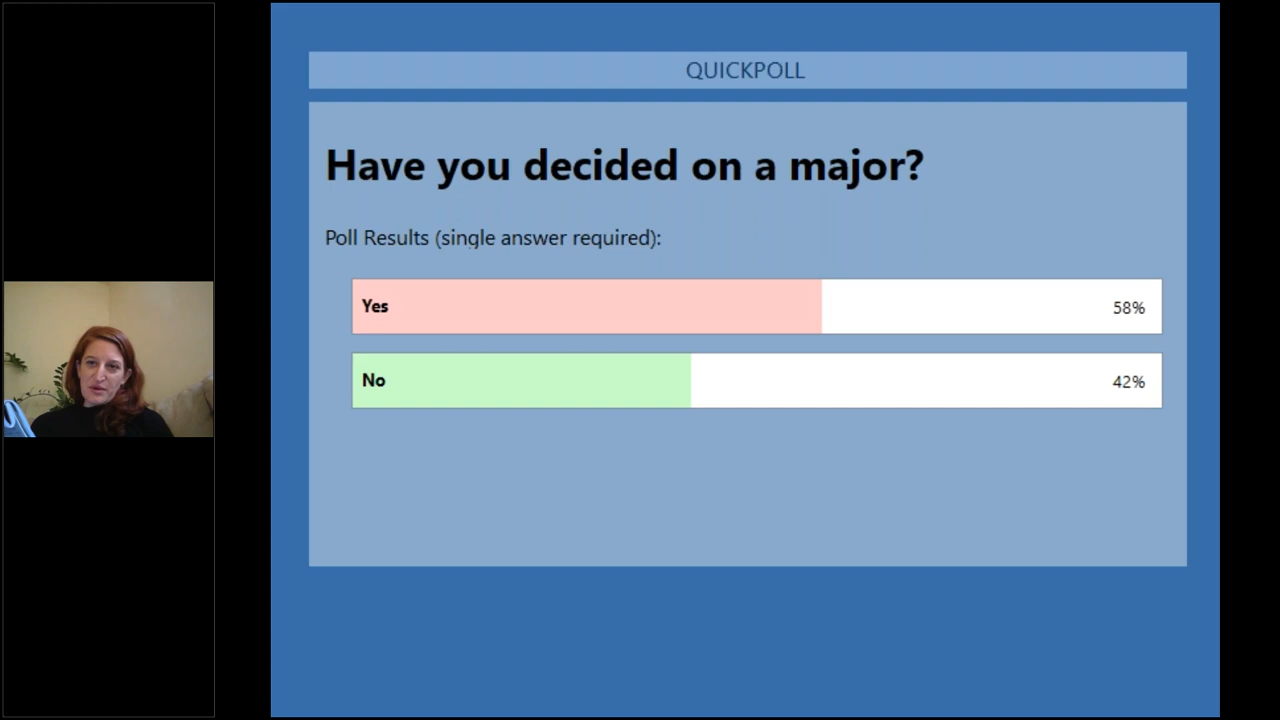 QUICKPOLL
Have you decided on a major?
Poll Results (single answer required):
Yes 58%
No 42%